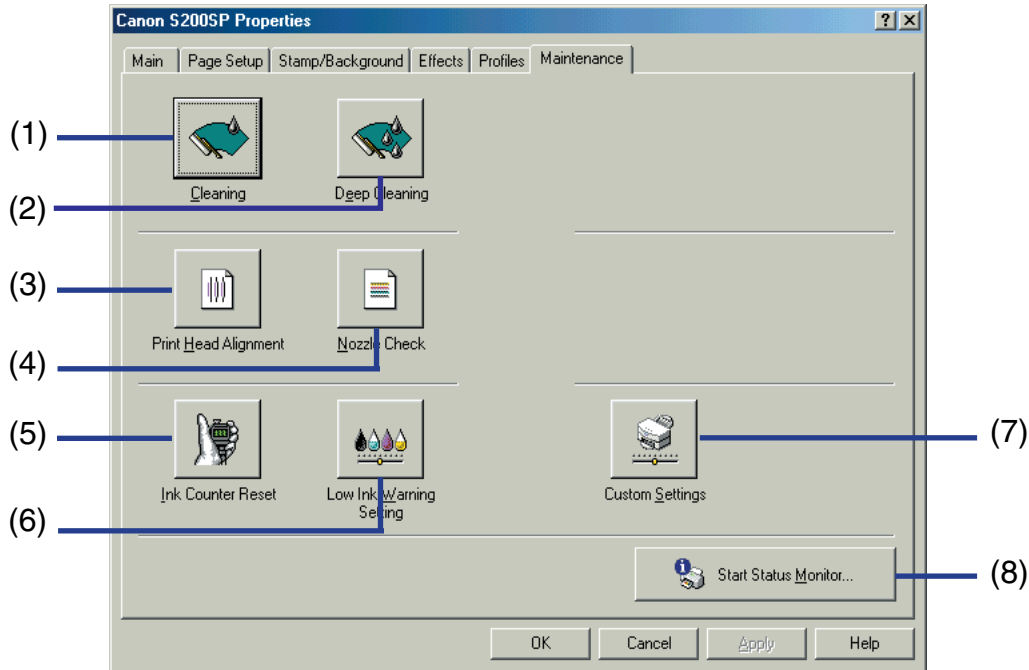 Canon S200SP Properties
? X
Main Page Setup Stamp/Background Effects Profiles Maintenance
(1)
Cleaning Deep Cleaning
(2)
(3)
Print Head Alignment Nozzle Check
(4)
(5)
(7)
Ink Counter Reset Low Ink Warning Setting Custom Settings
(6)
Start Status Monitor...
(8)
OK Cancel Apply Help